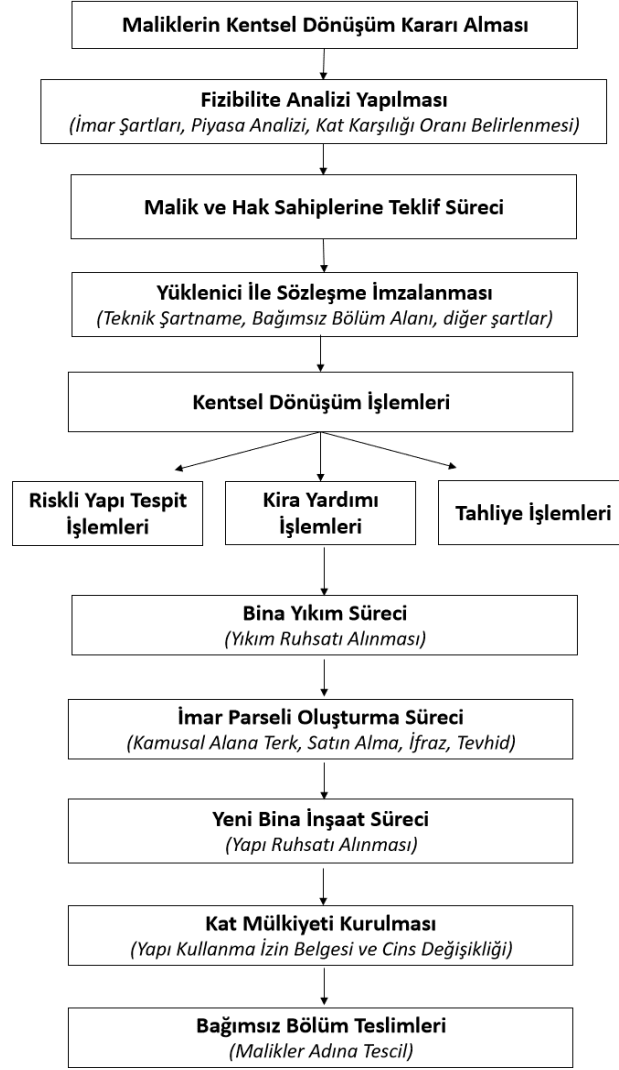 Maliklerin Kentsel Dönüşüm Kararı Alması
Fizibilite Analizi Yapılması
(İmar Şartları, Piyasa Analizi, Kat Karşılığı Oranı Belirlenmesi)
Malik ve Hak Sahiplerine Teklif Süreci
Yüklenici İle Sözleşme İmzalanması
(Teknik Şartname, Bağımsız Bölüm Alanı, diğer şartlar)
Kentsel Dönüşüm İşlemleri
Riskli Yapı Tespit
İşlemleri
Kira Yardımı
İşlemleri
Tahliye İşlemleri
Bina Yıkım Süreci
(Yıkım Ruhsatı Alınması)
İmar Parseli Oluşturma Süreci
(Kamusal Alana Terk, Satın Alma, İfraz, Tevhid)
Yeni Bina İnşaat Süreci
(Yapı Ruhsatı Alınması)
Kat Mülkiyeti Kurulması
(Yapı Kullanma İzin Belgesi ve Cins Değişikliği)
Bağımsız Bölüm Teslimleri
(Malikler Adına Tescil)